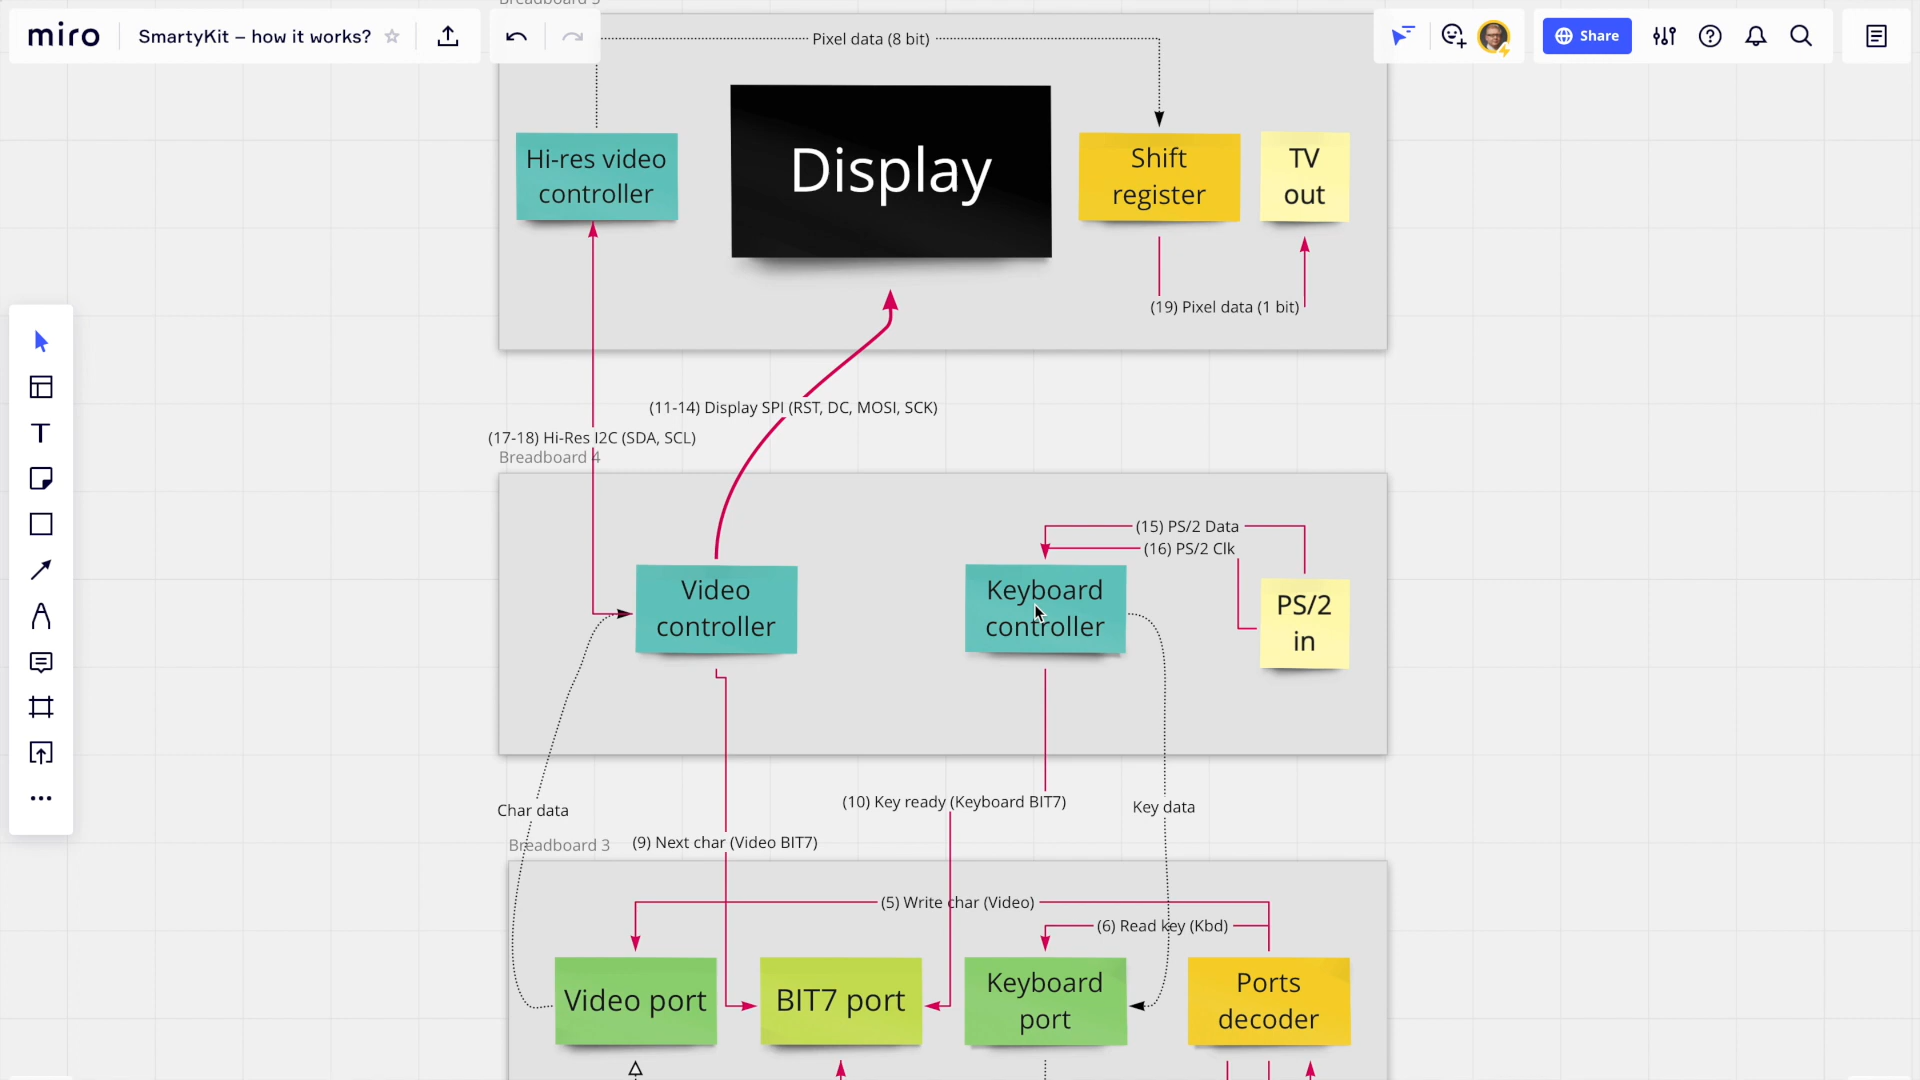 Breadboard 5
miro
SmartyKit – how it works?
Share
Pixel data (8 bit)
Hi-res video
controller
Display
Shift
register
TV
out
(19) Pixel data (1 bit)
(11-14) Display SPI (RST, DC, MOSI, SCK)
(17-18) Hi-Res I2C (SDA, SCL)
Breadboard 4
(15) PS/2 Data
(16) PS/2 Clk
Video
controller
Keyboard
controller
PS/2
in
Char data
(10) Key ready (Keyboard BIT7)
Key data
(9) Next char (Video BIT7)
Breadboard 3
(5) Write char (Video)
(6) Read key (Kbd)
Video port
BIT7 port
Keyboard
port
Ports
decoder